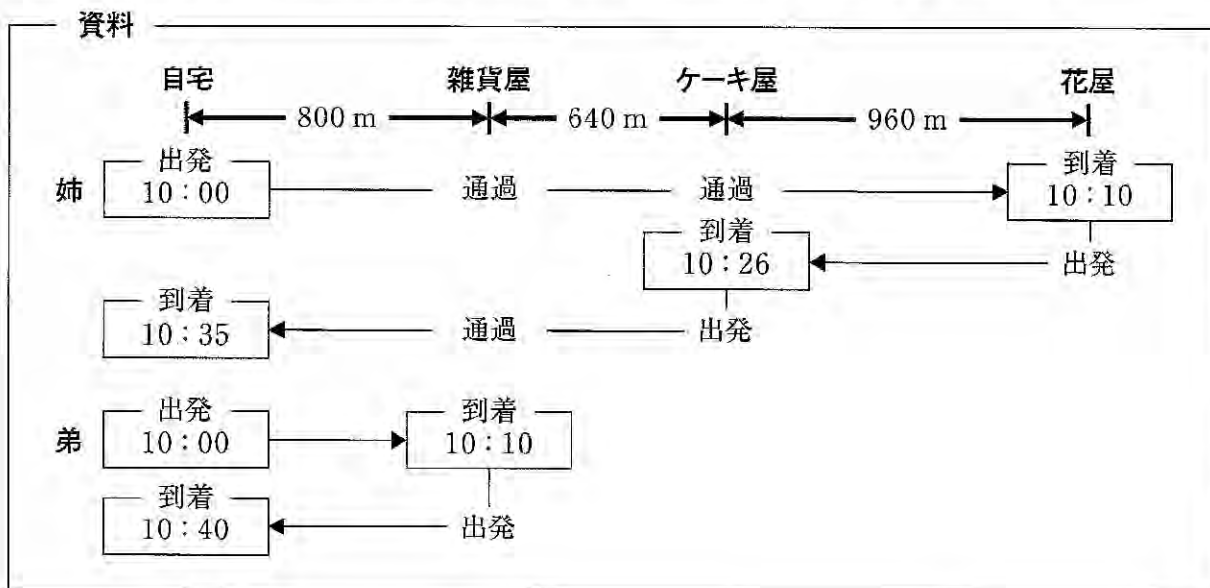 資料
自宅 雑貨屋 ケーキ屋 花屋
800 m 640 m 960 m
出発 到着
姉 10：00 通過 通過 10：10
到着
10：26 出発
到着
10：35 通過 出発
出発 到着
弟 10：00 10：10
到着
10：40 出発